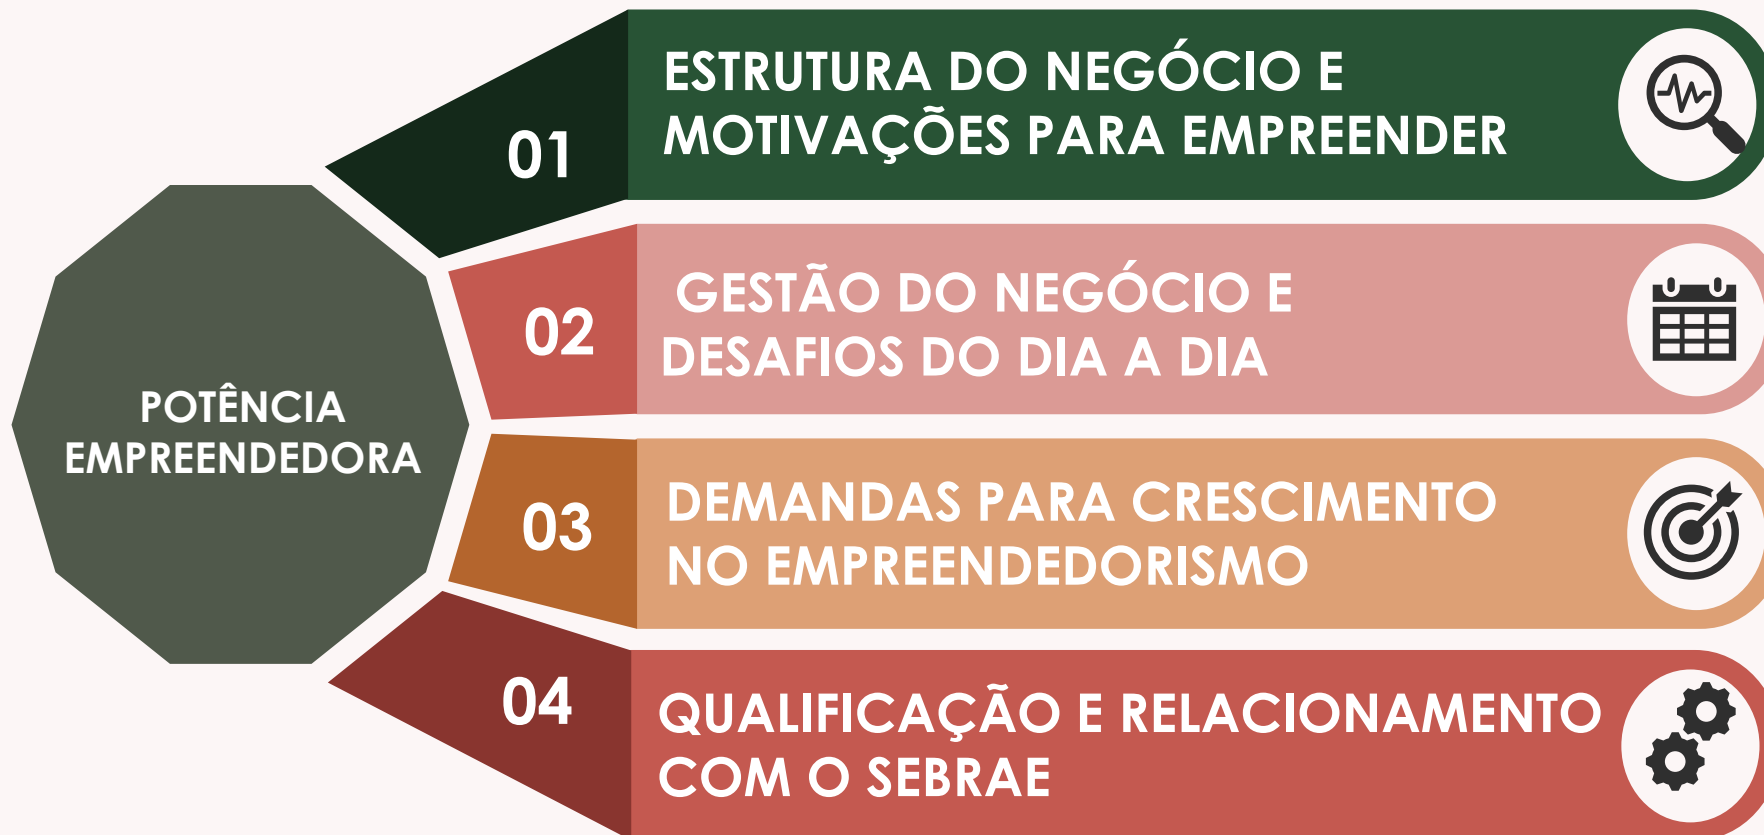 POTÊNCIA
EMPREENDEDORA
01
ESTRUTURA DO NEGÓCIO E
MOTIVAÇÕES PARA EMPREENDER
02
GESTÃO DO NEGÓCIO E
DESAFIOS DO DIA A DIA
03
DEMANDAS PARA CRESCIMENTO
NO EMPREENDEDORISMO
04
QUALIFICAÇÃO E RELACIONAMENTO
COM O SEBRAE